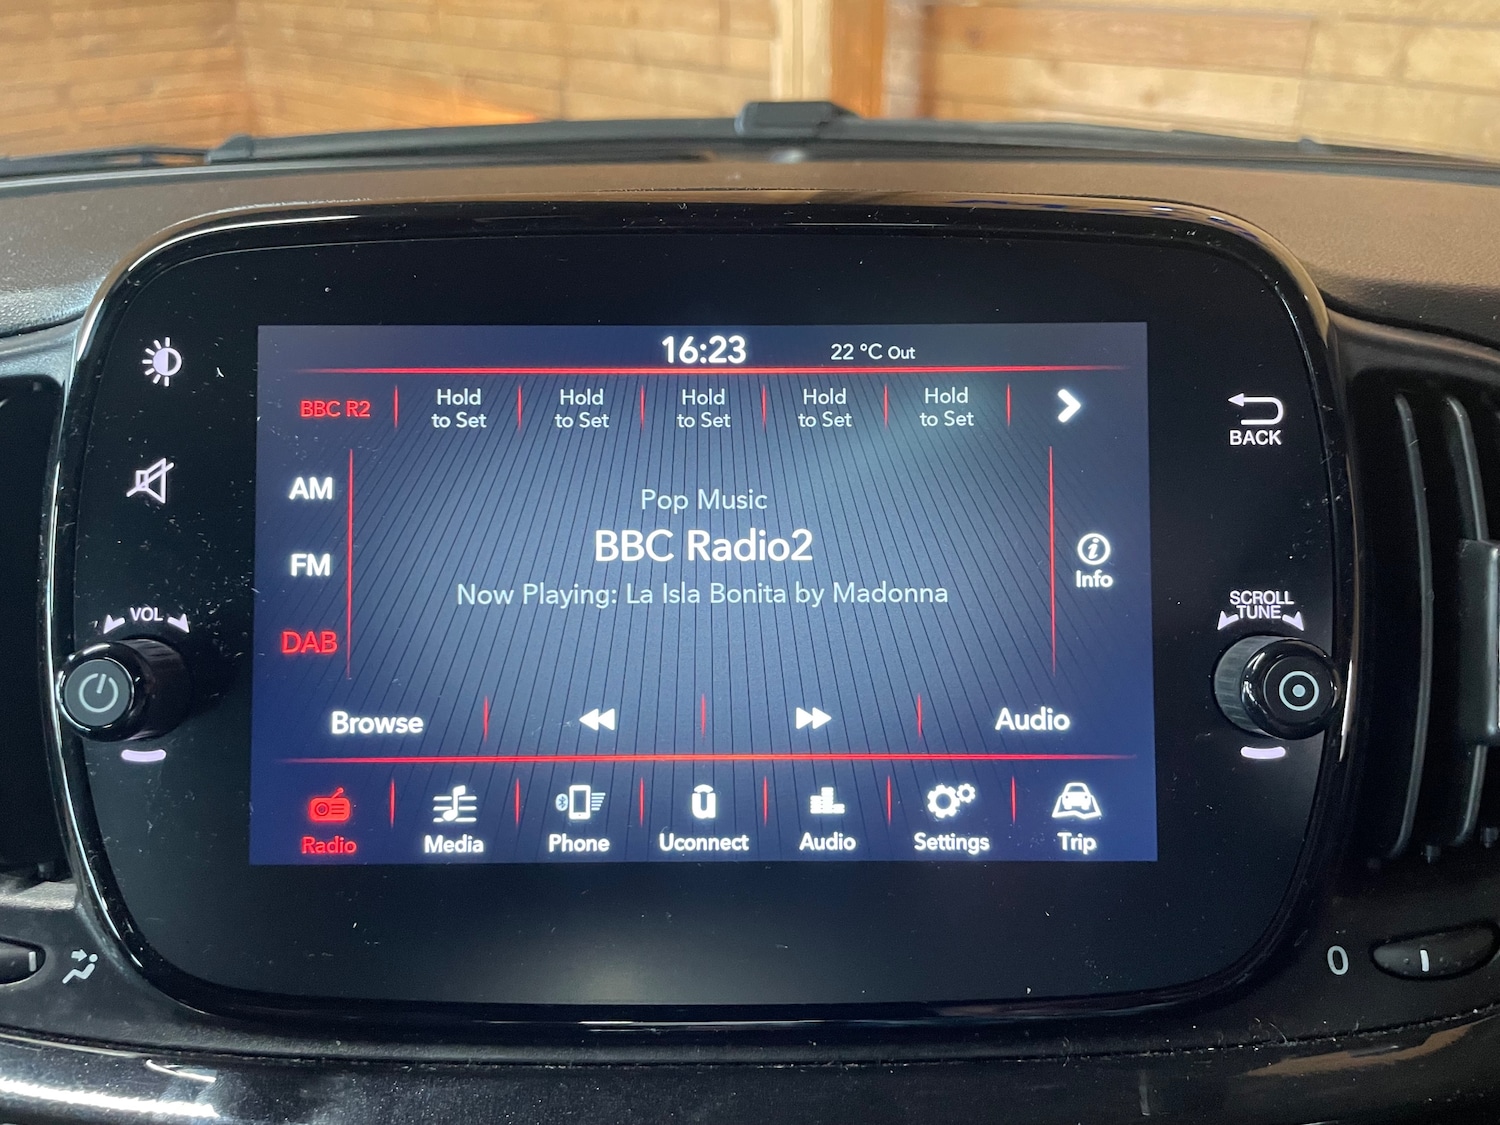 16:23
22 °C Out
BBC R2
Hold
to Set
Hold
to Set
Hold
to Set
Hold
to Set
Hold
to Set
BACK
AM
FM
DAB
Pop Music
BBC Radio2
Now Playing: La Isla Bonita by Madonna
Info
VOL
SCROLL
TUNE
Browse
Audio
Radio
Media
Phone
Uconnect
Audio
Settings
Trip
0